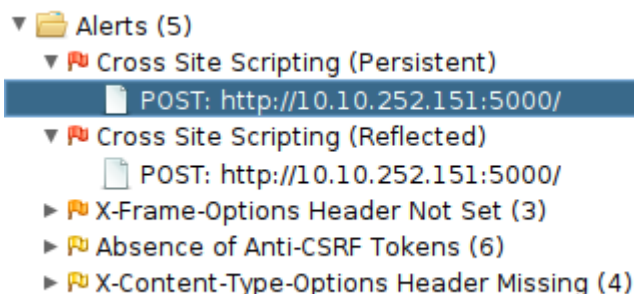 Alerts (5)
Cross Site Scripting (Persistent)
POST: http://10.10.252.151:5000/
Cross Site Scripting (Reflected)
POST: http://10.10.252.151:5000/
X-Frame-Options Header Not Set (3)
Absence of Anti-CSRF Tokens (6)
X-Content-Type-Options Header Missing (4)